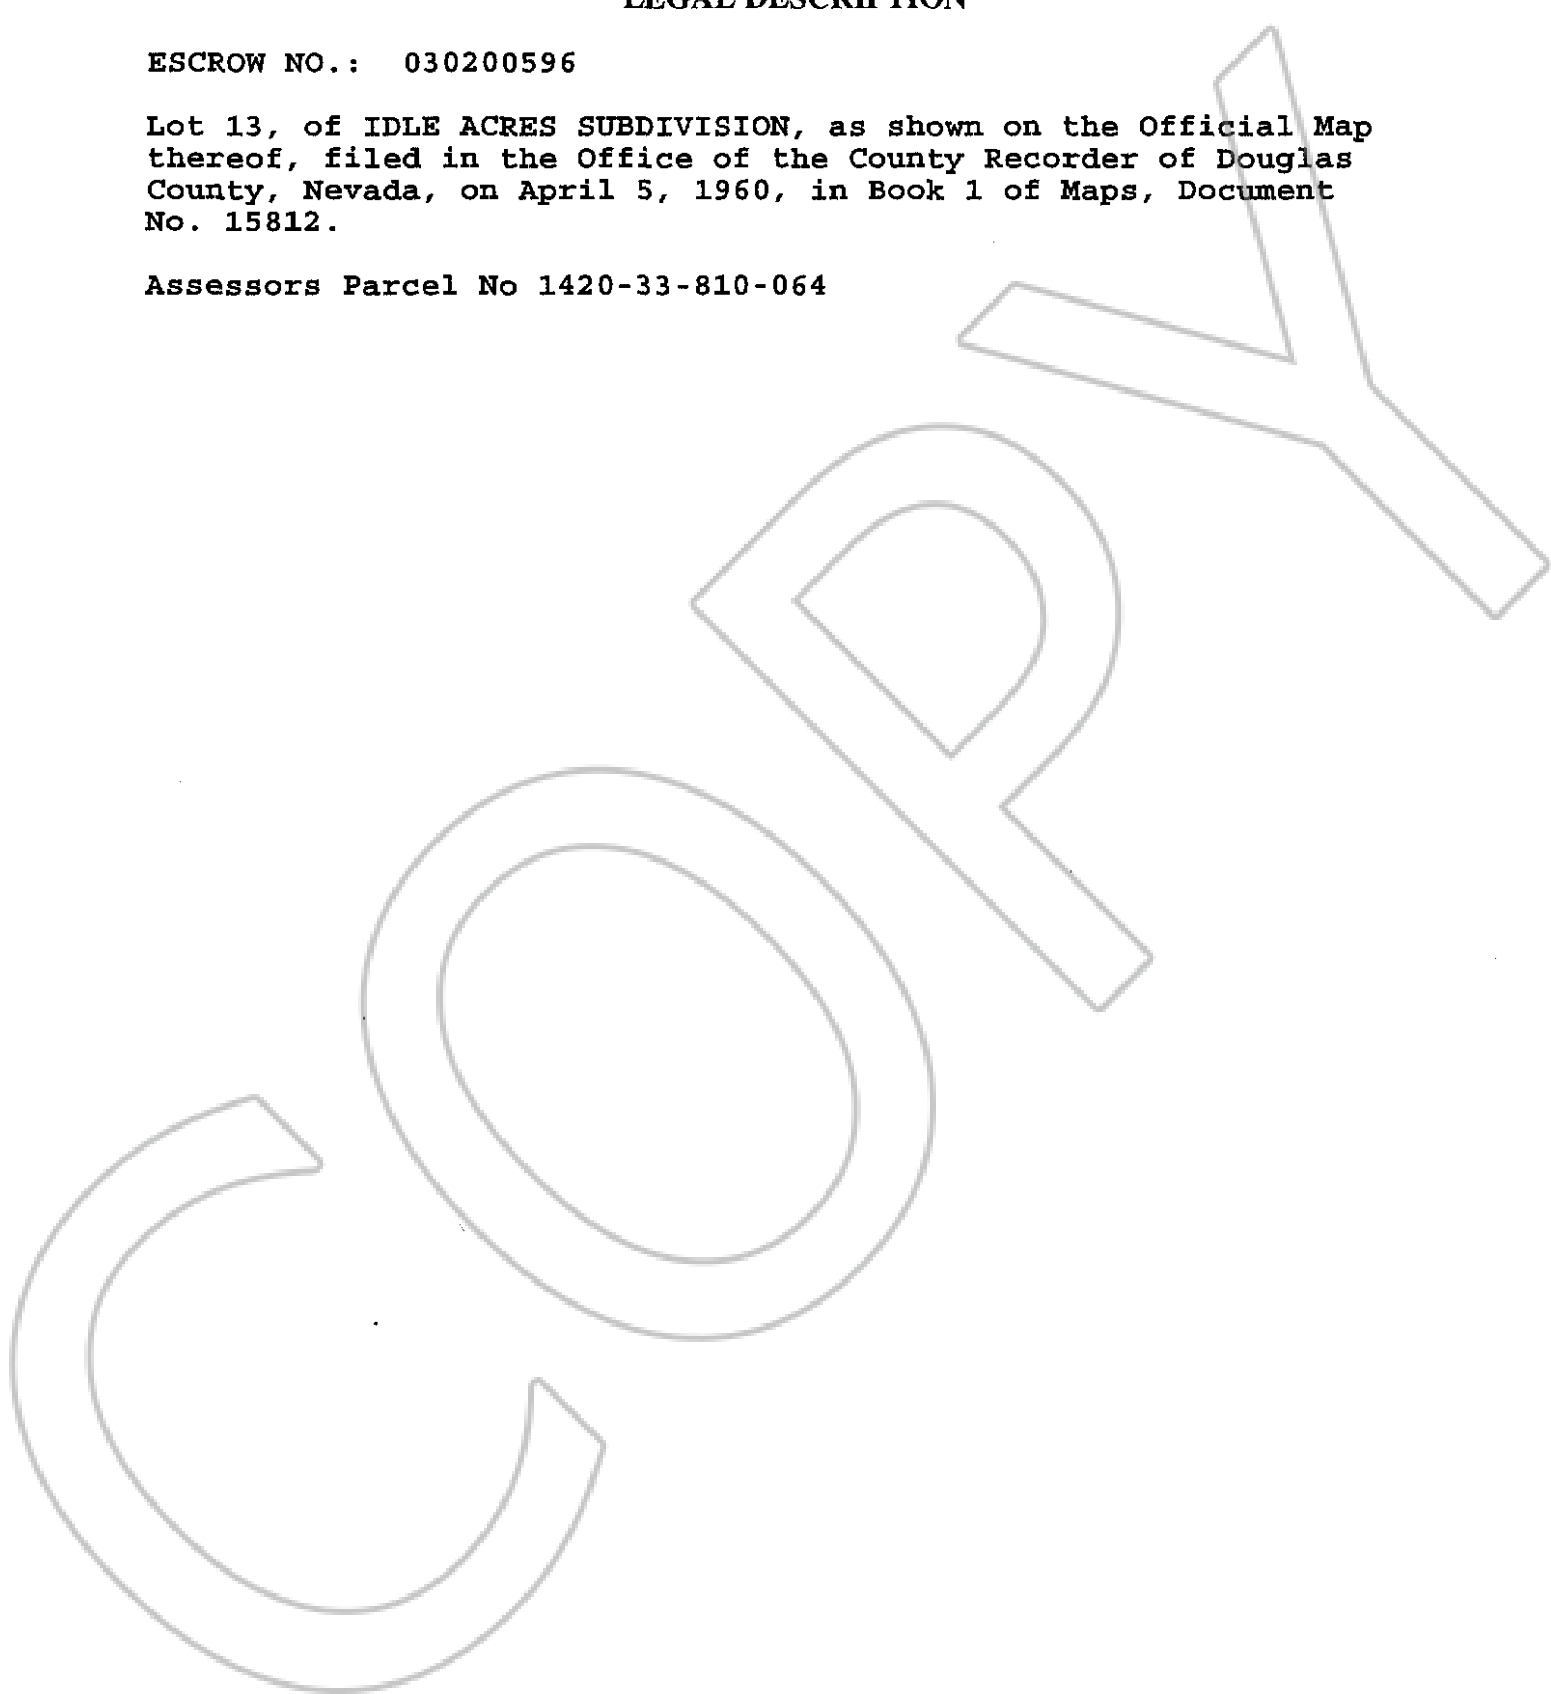 LEGAL DESCRIPTION
ESCROW NO.: 030200596
Lot 13, of IDLE ACRES SUBDIVISION, as shown on the Official Map
thereof, filed in the Office of the County Recorder of Douglas
County, Nevada, on April 5, 1960, in Book 1 of Maps, Document
No. 15812.
Assessors Parcel No 1420-33-810-064
COPY